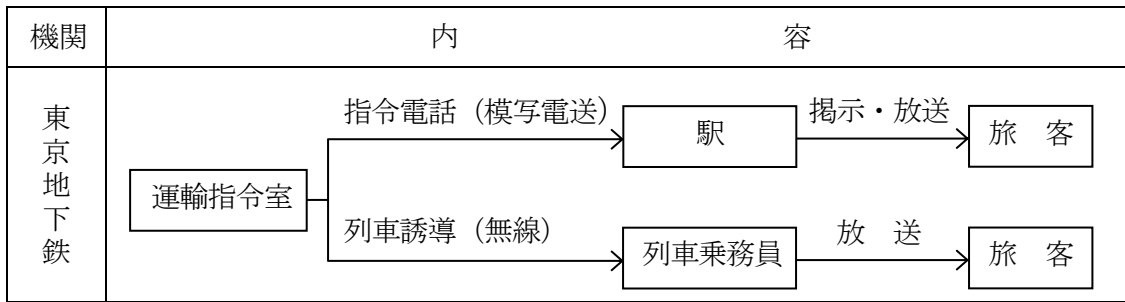 機関
内　　　容
東京地下鉄
運輸指令室
指令電話（模写電送）
駅
掲示・放送
旅　客
列車誘導（無線）
列車乗務員
放　送
旅　客